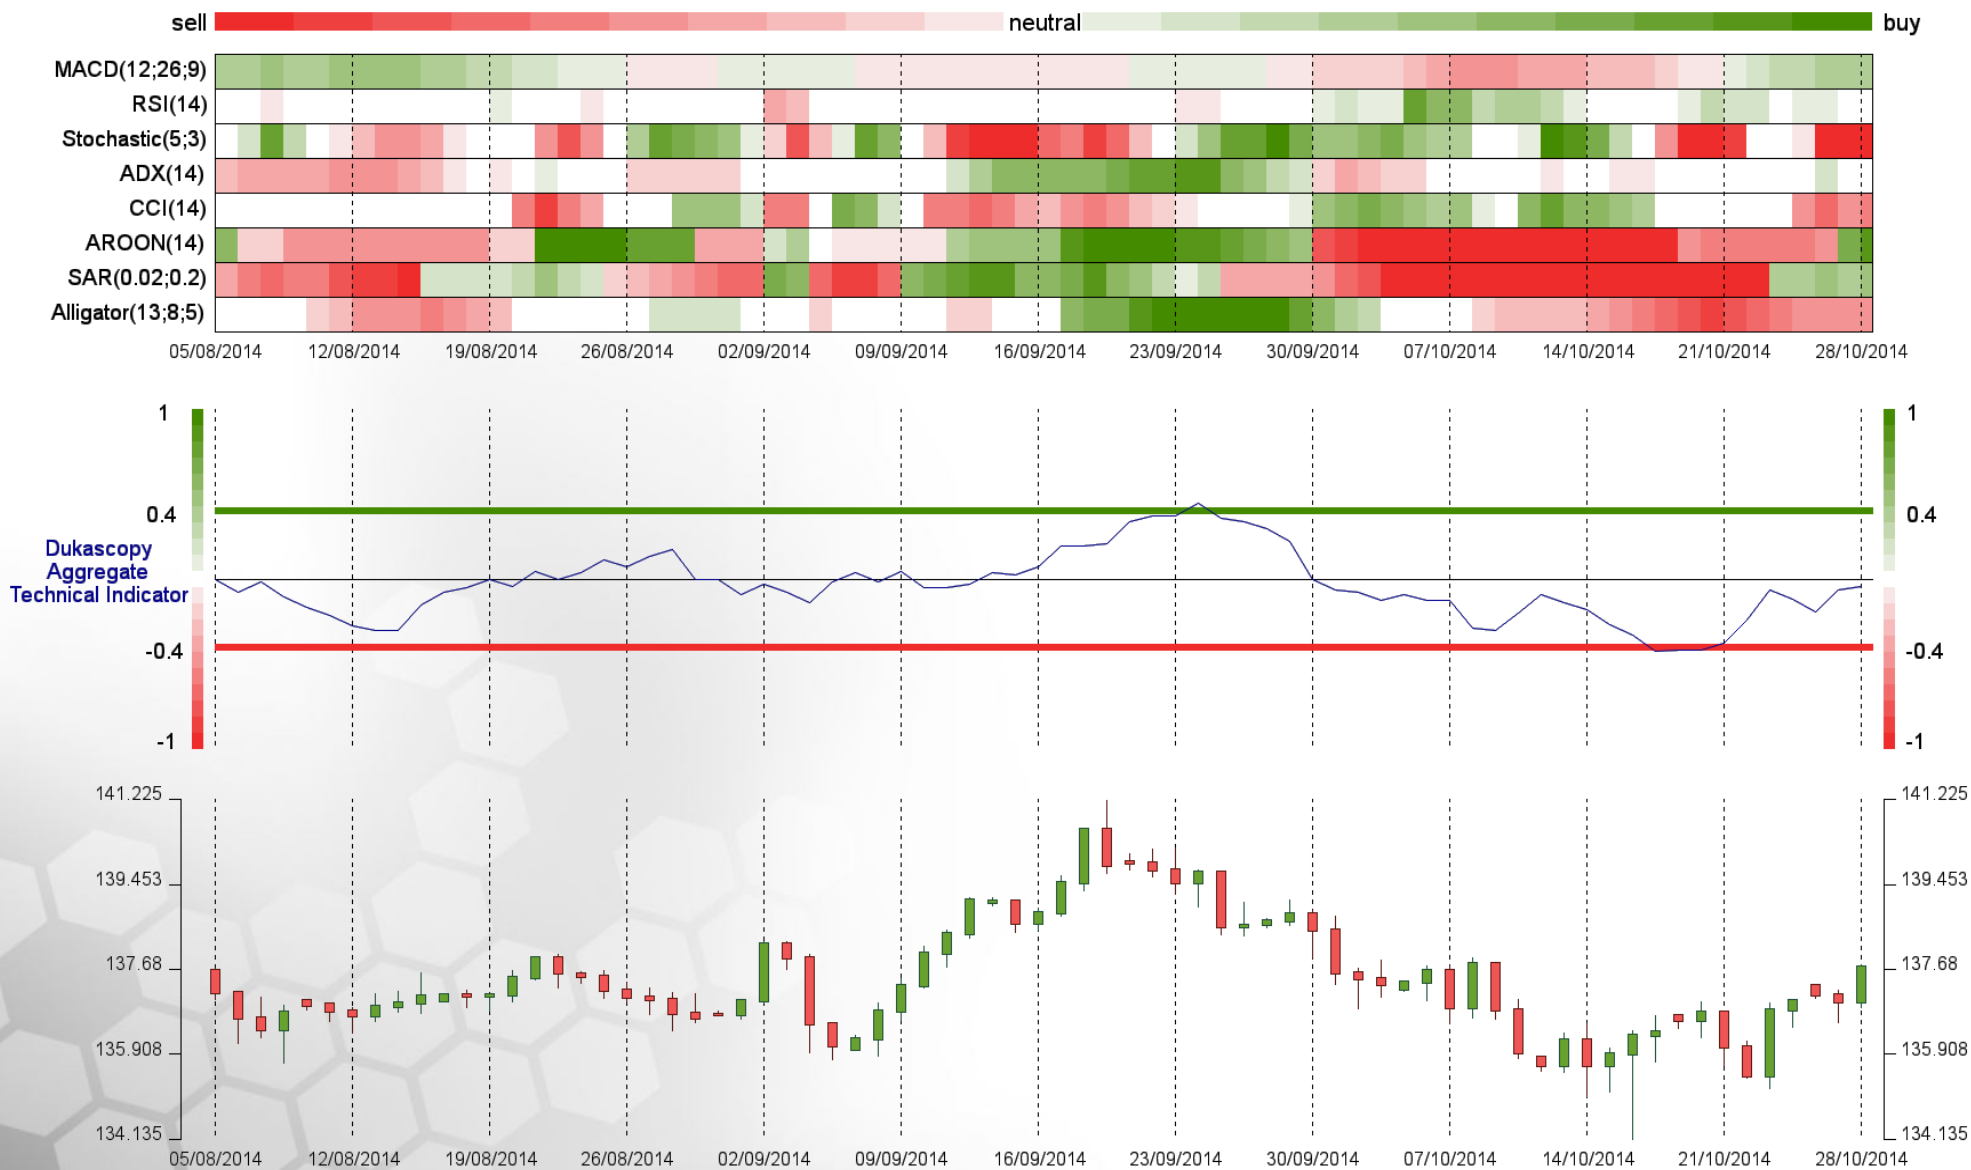 sell neutral buy
MACD(12;26;9)
RSI(14)
Stochastic(5;3)
ADX(14)
CCI(14)
AROON(14)
SAR(0.02;0.2)
Alligator(13;8;5)
05/08/2014 12/08/2014 19/08/2014 26/08/2014 02/09/2014 09/09/2014 16/09/2014 23/09/2014 30/09/2014 07/10/2014 14/10/2014 21/10/2014 28/10/2014
1 1
0.4 0.4
Dukascopy
Aggregate
Technical Indicator
-0.4 -0.4
-1 -1
141.225 141.225
139.453 139.453
137.68 137.68
135.908 135.908
134.135 134.135
05/08/2014 12/08/2014 19/08/2014 26/08/2014 02/09/2014 09/09/2014 16/09/2014 23/09/2014 30/09/2014 07/10/2014 14/10/2014 21/10/2014 28/10/2014